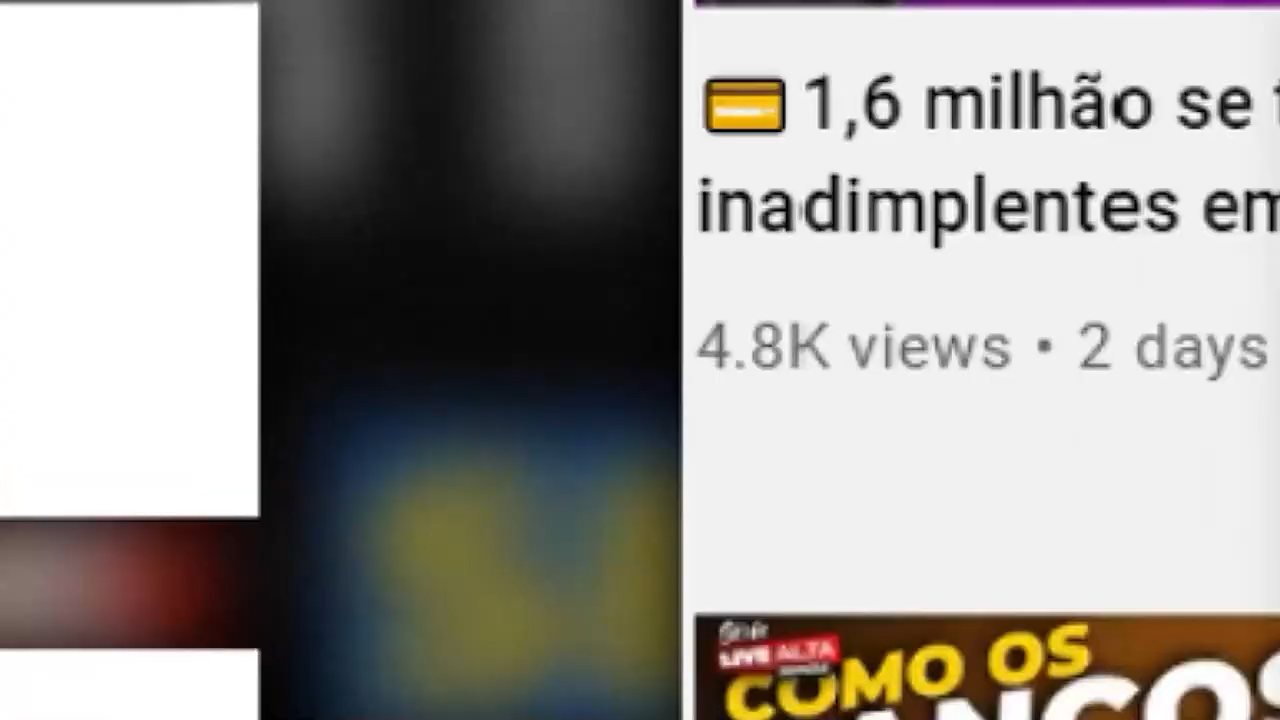 1,6 milhão se
inadimplentes em
4.8K views • 2 days
LIVE ALTA
COMO OS